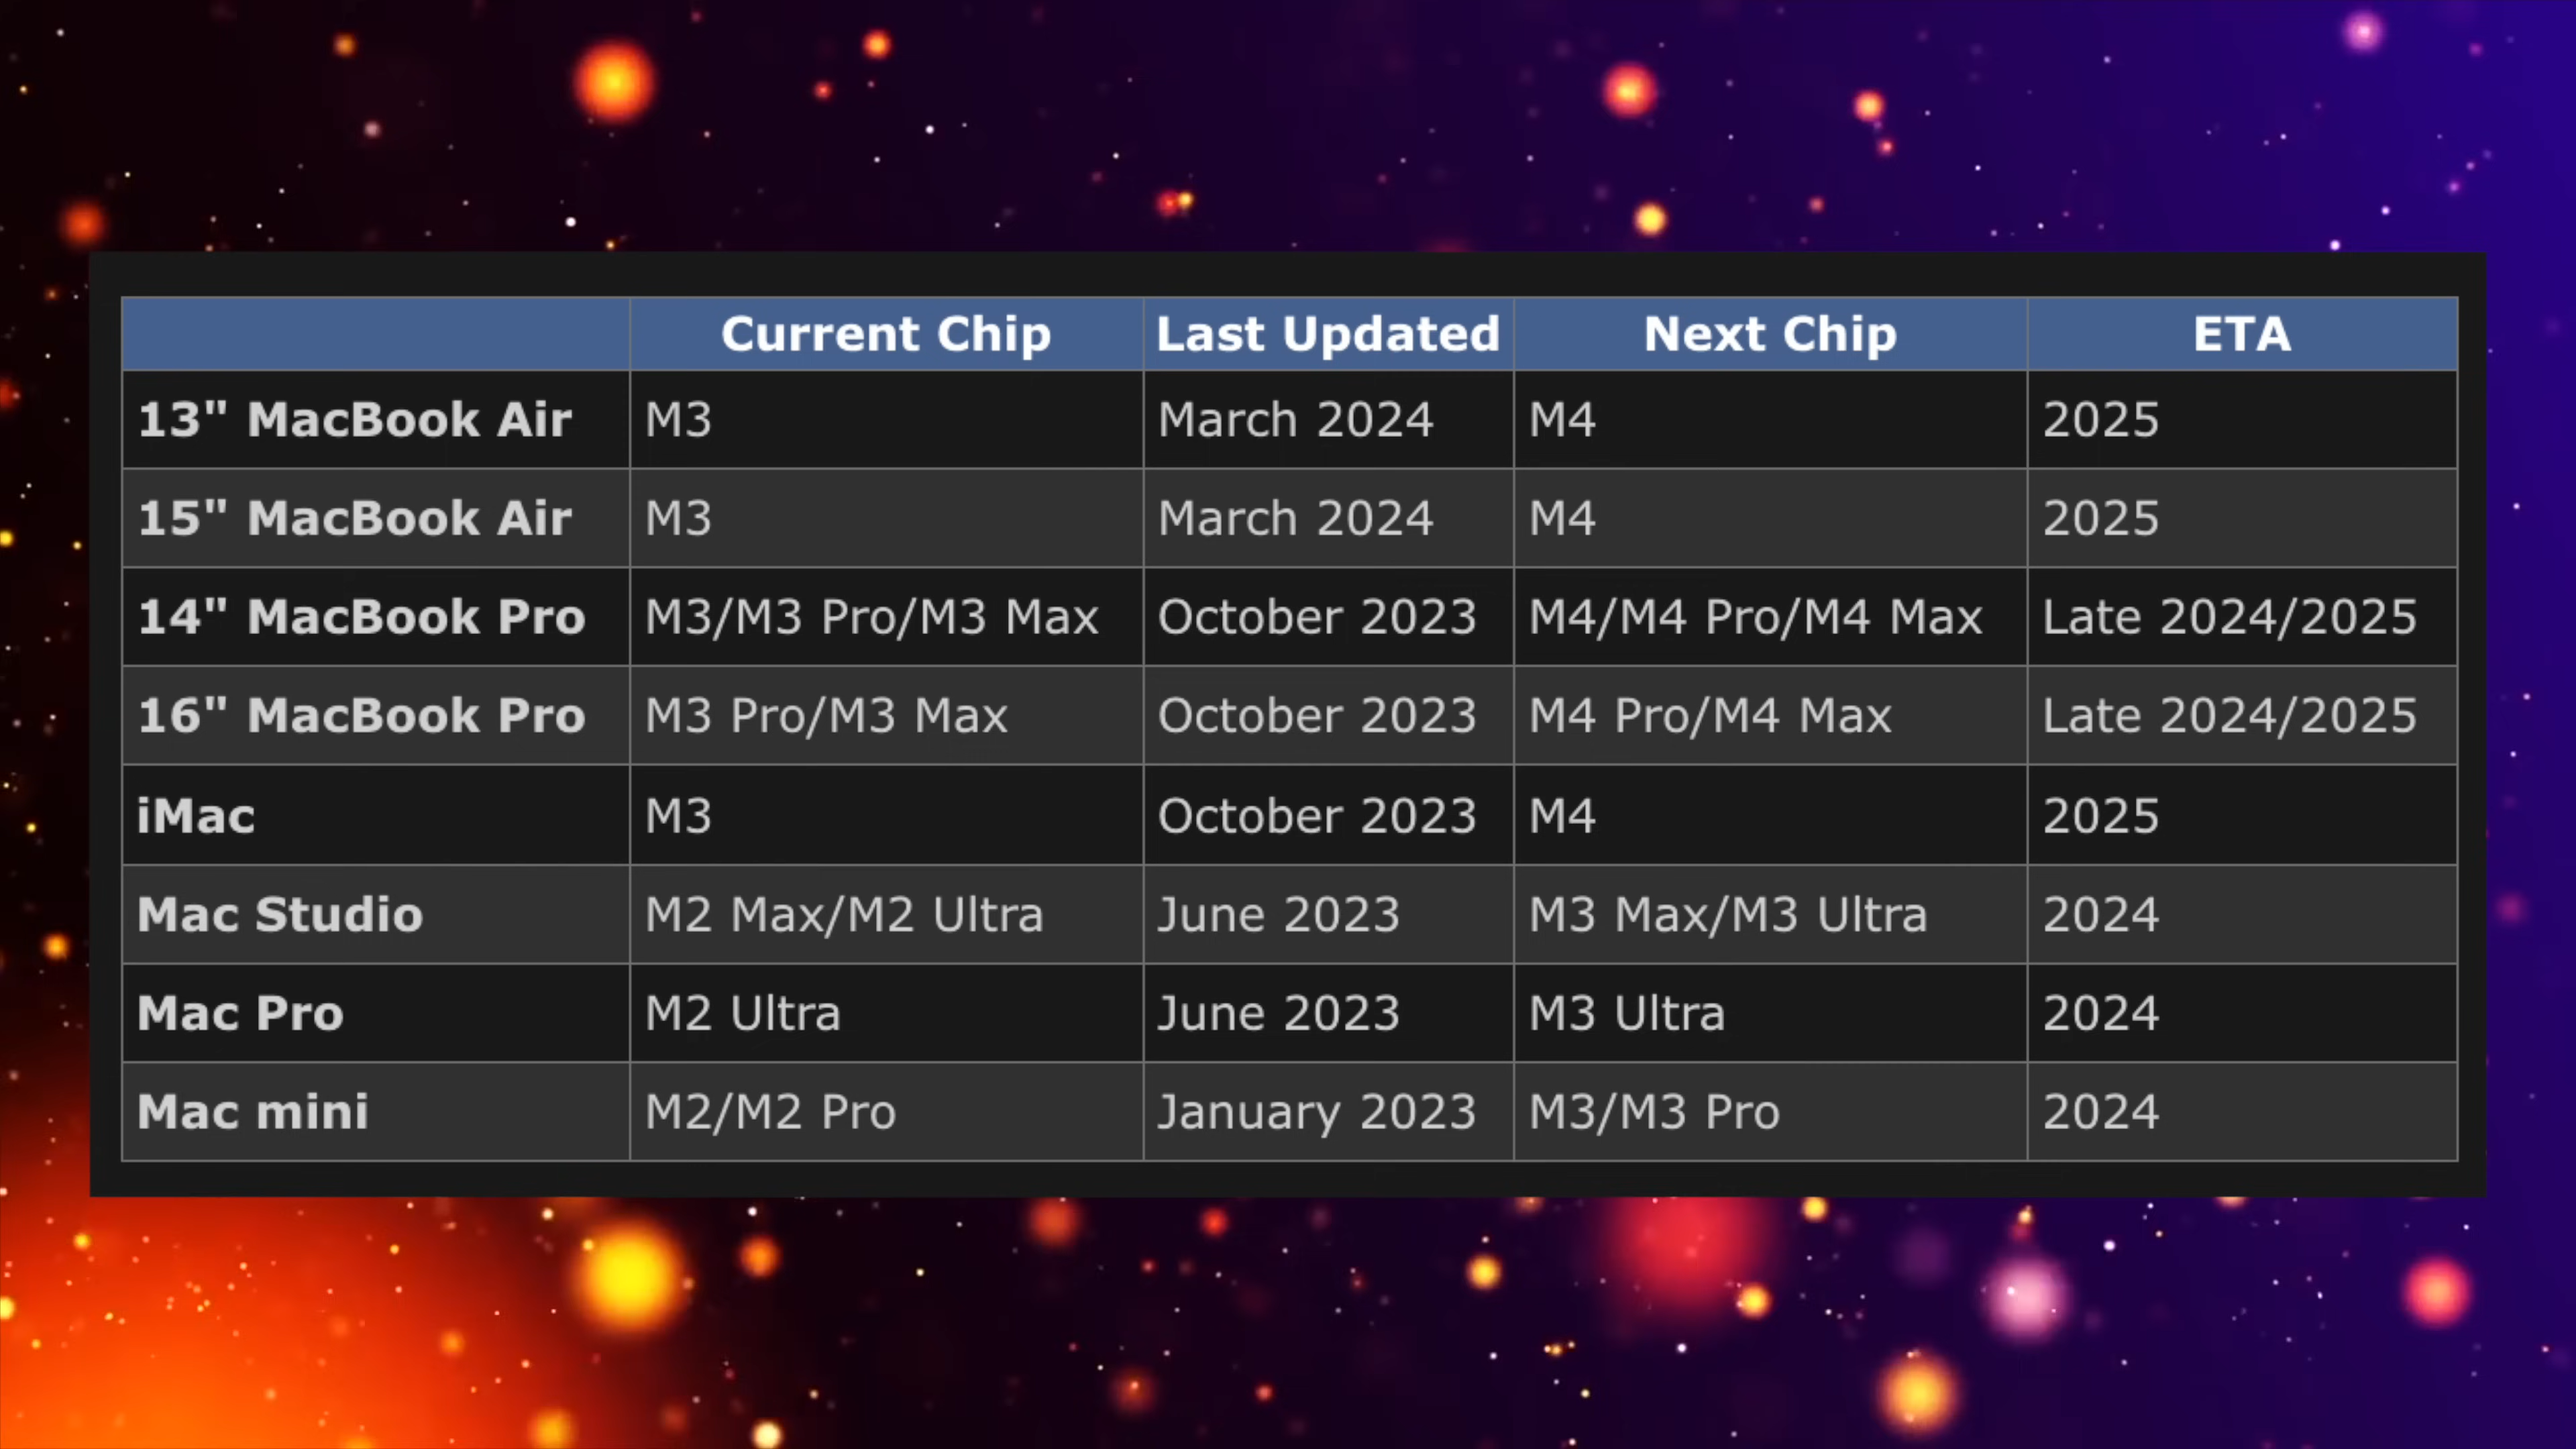 Current Chip Last Updated Next Chip ETA
13" MacBook Air M3 March 2024 M4 2025
15" MacBook Air M3 March 2024 M4 2025
14" MacBook Pro M3/M3 Pro/M3 Max October 2023 M4/M4 Pro/M4 Max Late 2024/2025
16" MacBook Pro M3 Pro/M3 Max October 2023 M4 Pro/M4 Max Late 2024/2025
iMac M3 October 2023 M4 2025
Mac Studio M2 Max/M2 Ultra June 2023 M3 Max/M3 Ultra 2024
Mac Pro M2 Ultra June 2023 M3 Ultra 2024
Mac mini M2/M2 Pro January 2023 M3/M3 Pro 2024